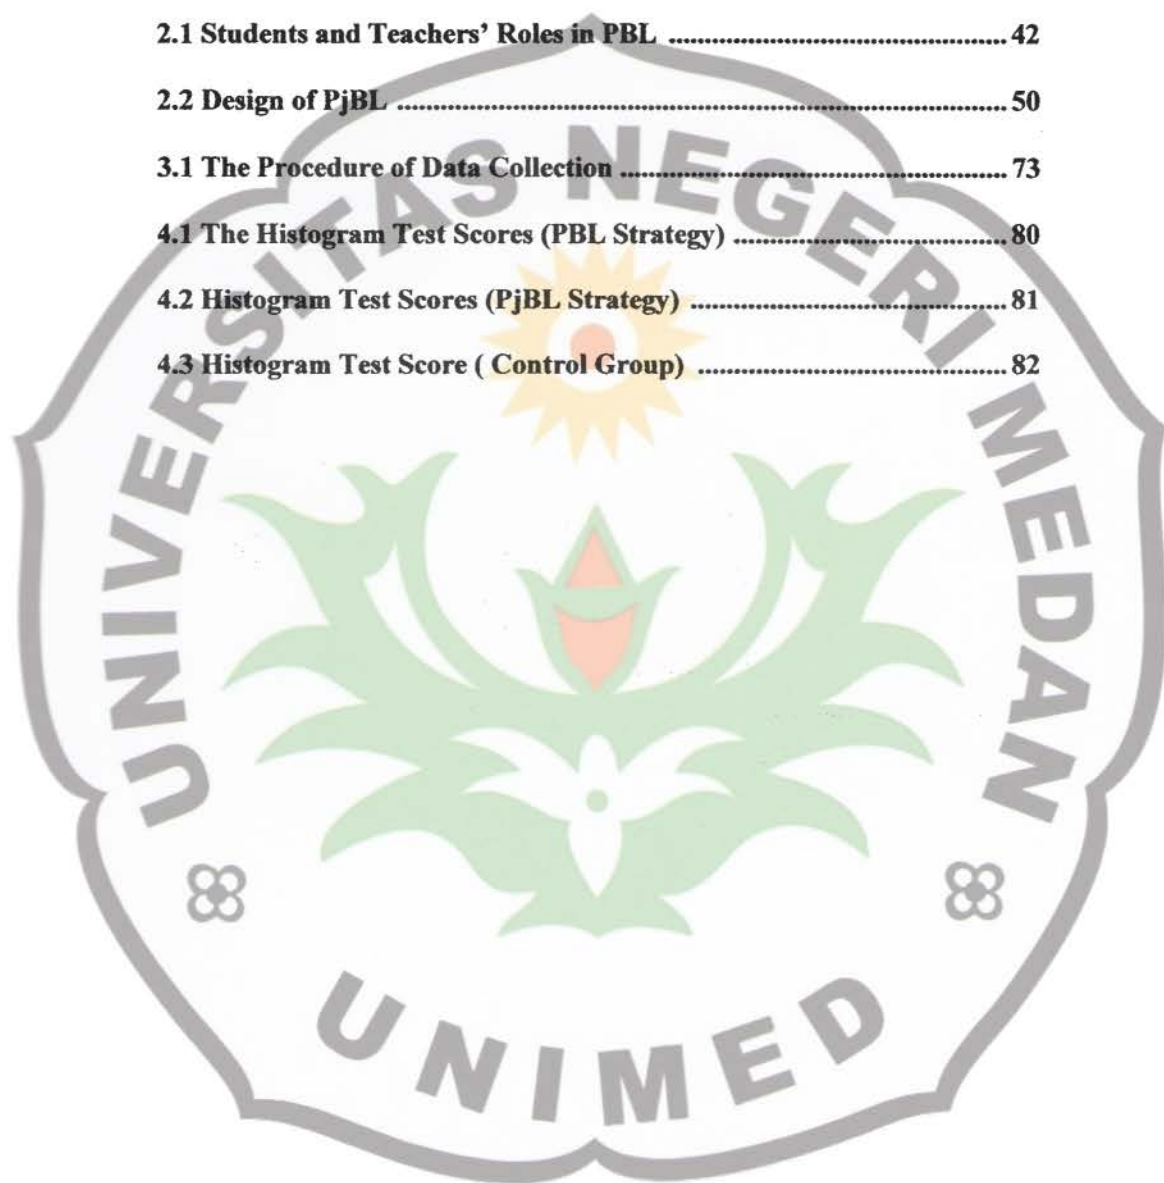 2.1 Students and Teachers’ Roles in PBL ................................................. 42
2.2 Design of PjBL ......................................................................................... 50
3.1 The Procedure of Data Collection ........................................................ 73
4.1 The Histogram Test Scores (PBL Strategy) ........................................ 80
4.2 Histogram Test Scores (PjBL Strategy) .............................................. 81
4.3 Histogram Test Score ( Control Group) ............................................. 82
UNIVERSITAS NEGERI MEDAN
UNIMED